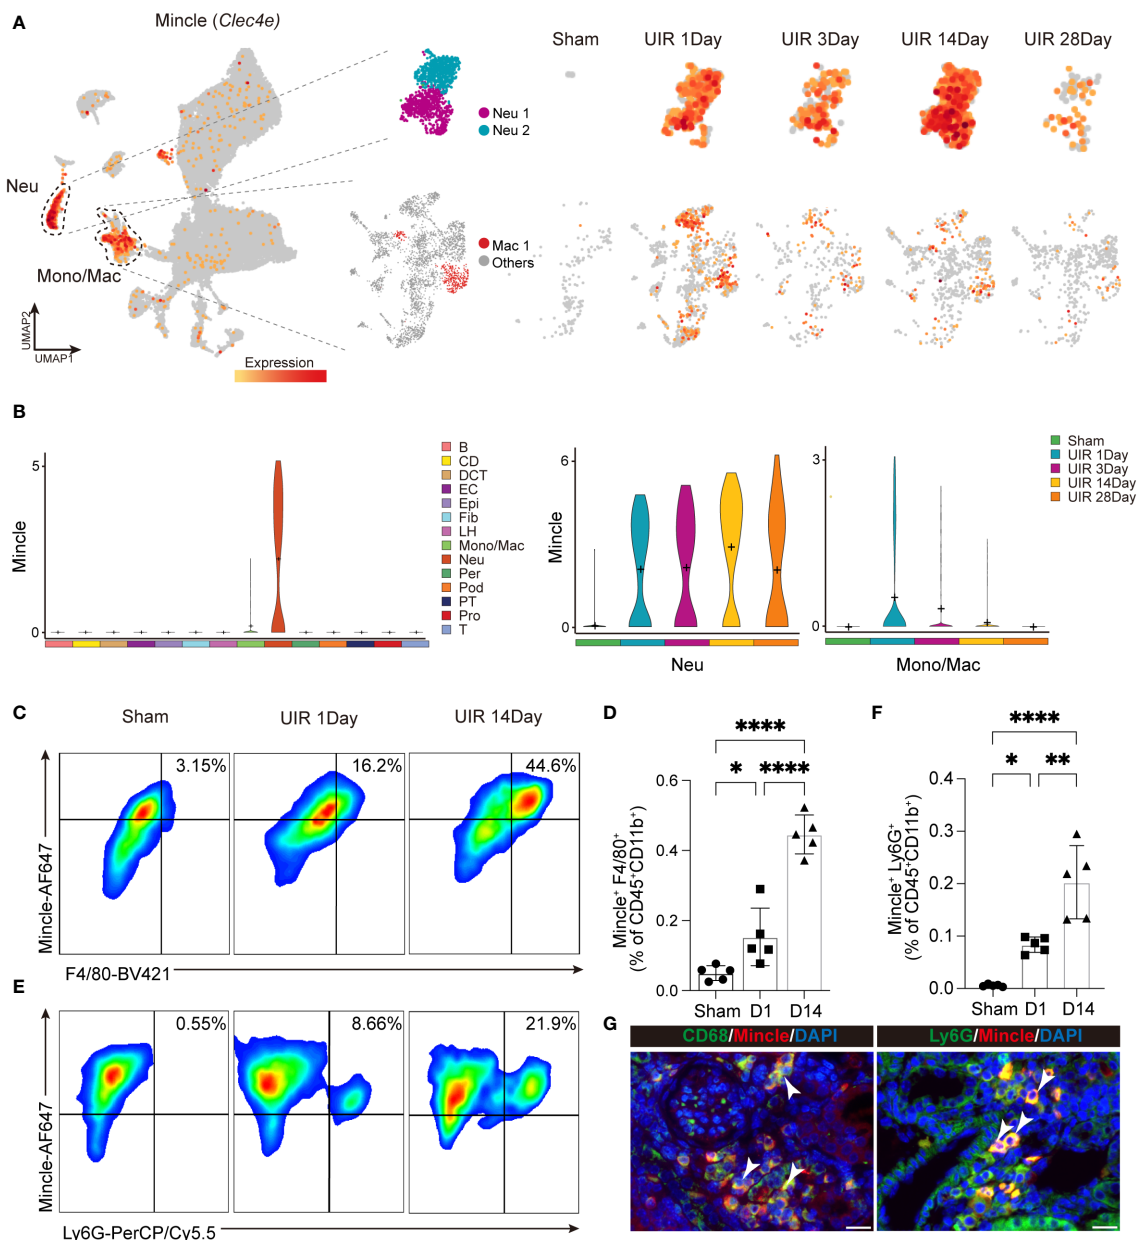 A
Mincle (Clec4e)
Sham
UIR 1Day
UIR 3Day
UIR 14Day
UIR 28Day
Neu 1
Neu 2
Neu
Mac 1
Others
Mono/Mac
UMAP2
UMAP1
Expression
B
Mincle
5
0
B
CD
DCT
EC
Epi
Fib
LH
Mono/Mac
Neu
Per
Pod
PT
Pro
T
Mincle
6
0
Neu
3
0
Mono/Mac
Sham
UIR 1Day
UIR 3Day
UIR 14Day
UIR 28Day
C
Sham
UIR 1Day
UIR 14Day
3.15%
16.2%
44.6%
Mincle-AF647
F4/80-BV421
D
****
* ****
Mincle⁺ F4/80⁺
(% of CD45⁺CD11b⁺)
0.6
0.4
0.2
0.0
Sham D1 D14
F
****
* **
Mincle⁺ Ly6G⁺
(% of CD45⁺CD11b⁺)
0.4
0.3
0.2
0.1
0.0
Sham D1 D14
E
0.55%
8.66%
21.9%
Mincle-AF647
Ly6G-PerCP/Cy5.5
G
CD68/Mincle/DAPI
Ly6G/Mincle/DAPI